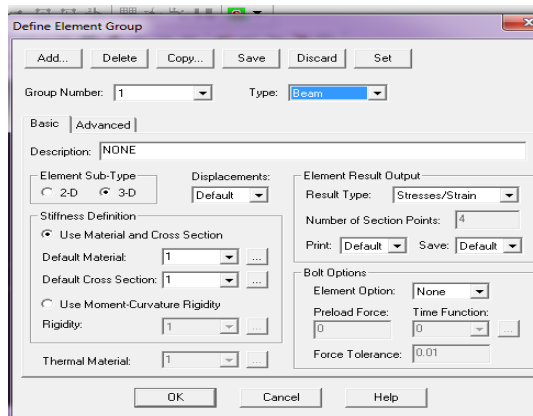 Define Element Group
Add... Delete Copy... Save Discard Set
Group Number: 1 Type: Beam
Basic Advanced
Description: NONE
Element Sub-Type
2-D 3-D
Displacements:
Default
Stiffness Definition
Use Material and Cross Section
Default Material: 1 ...
Default Cross Section: 1 ...
Use Moment-Curvature Rigidity
Rigidity: 1 ...
Thermal Material: 1 ...
Element Result Output
Result Type: Stresses/Strain
Number of Section Points: 4
Print: Default Save: Default
Bolt Options
Element Option: None
Preload Force: Time Function:
0 0 ...
Force Tolerance: 0.01
OK Cancel Help